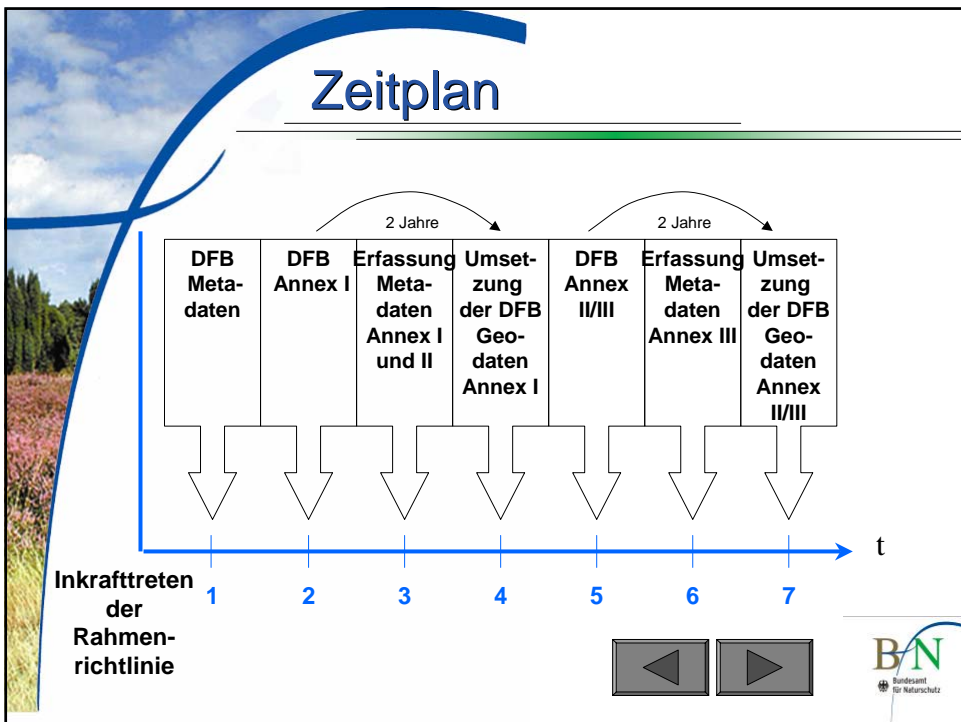 Zeitplan
2 Jahre
2 Jahre
DFB
Meta-
daten
DFB
Annex I
Erfassung
Meta-
daten
Annex I
und II
Umset-
zung
der DFB
Geo-
daten
Annex I
DFB
Annex
II/III
Erfassung
Meta-
daten
Annex III
Umset-
zung
der DFB
Geo-
daten
Annex
II/III
t
Inkrafttreten
der
Rahmen-
richtlinie
1 2 3 4 5 6 7
BfN
Bundesamt
für Naturschutz